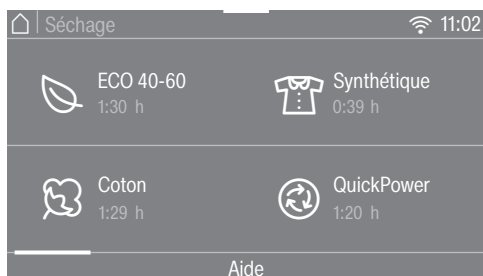 Séchage 11:02
ECO 40-60
1:30 h
Synthétique
0:39 h
Coton
1:29 h
QuickPower
1:20 h
Aide